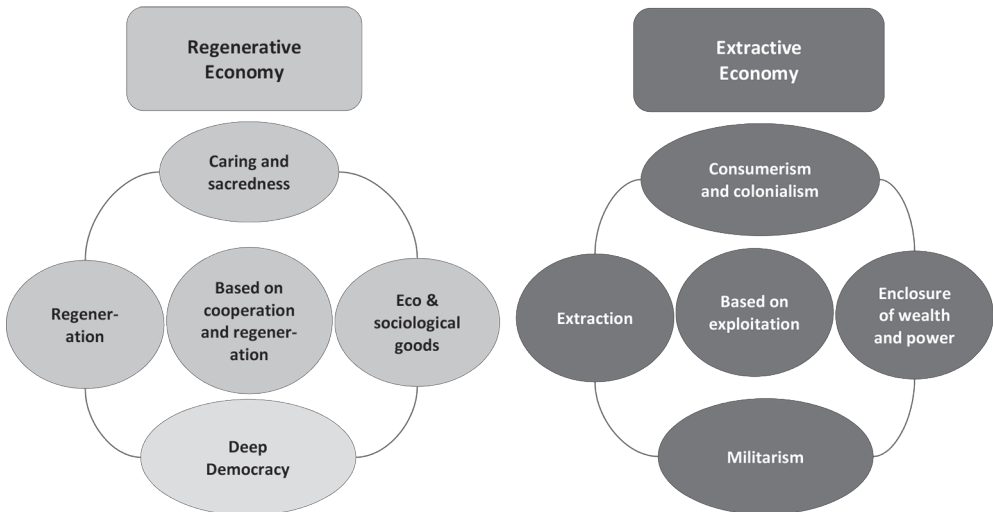 Regenerative
Economy
Extractive
Economy
Caring and
sacredness
Consumerism
and colonialism
Regener-
ation
Based on
cooperation
and regener-
ation
Eco &
sociological
goods
Extraction
Based on
exploitation
Enclosure
of wealth
and power
Deep
Democracy
Militarism